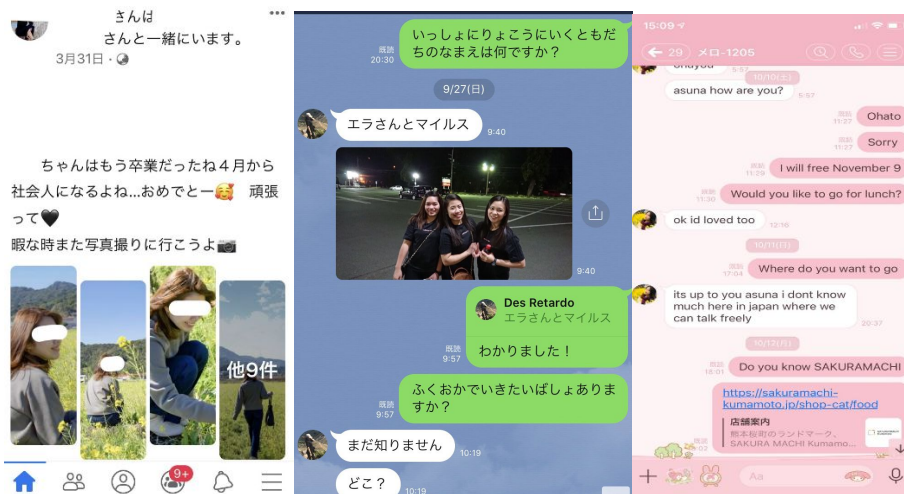 さんは
さんと一緒にいます。
3月31日
ちゃんはもう卒業だったね４月から
社会人になるよね...おめでとー🥰 頑張
って🖤
暇な時また写真撮りに行こうよ📷
他9件
9+
いっしょにりょこうにいくともだ
ちのなまえは何ですか？
既読
20:30
9/27(日)
エラさんとマイルス
9:40
9:40
Des Retardo
エラさんとマイルス
わかりました！
既読
9:57
ふくおかでいきたいばしょありま
すか？
既読
9:57
まだ知りません
10:19
どこ？
10:19
15:09
29 メロ-1205
5:57
10/10(土)
asuna how are you?
5:57
Ohato
既読
11:27
Sorry
既読
11:27
I will free November 9
既読
11:29
Would you like to go for lunch?
既読
11:30
ok id loved too
12:16
10/11(日)
Where do you want to go
既読
17:04
its up to you asuna i dont know
much here in japan where we
can talk freely
20:37
Do you know SAKURAMACHI
既読
https://sakuramachi-
kumamoto.jp/shop-cat/food
店舗案内
熊本桜町のランドマーク、
SAKURA MACHI Kumamo...
Aa